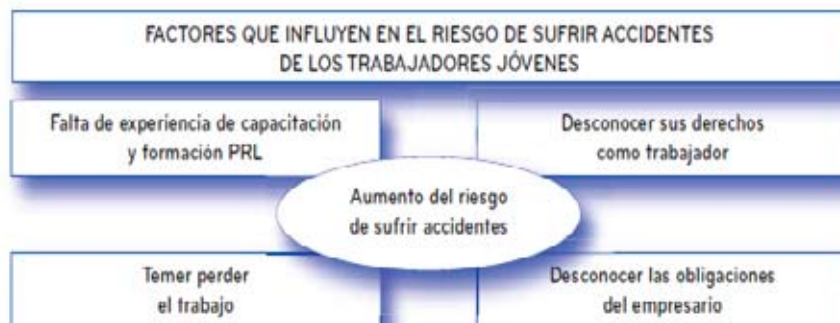 FACTORES QUE INFLUYEN EN EL RIESGO DE SUFRIR ACCIDENTES
DE LOS TRABAJADORES JÓVENES
Falta de experiencia de capacitación
y formación PRL
Desconocer sus derechos
como trabajador
Aumento del riesgo
de sufrir accidentes
Temer perder
el trabajo
Desconocer las obligaciones
del empresario